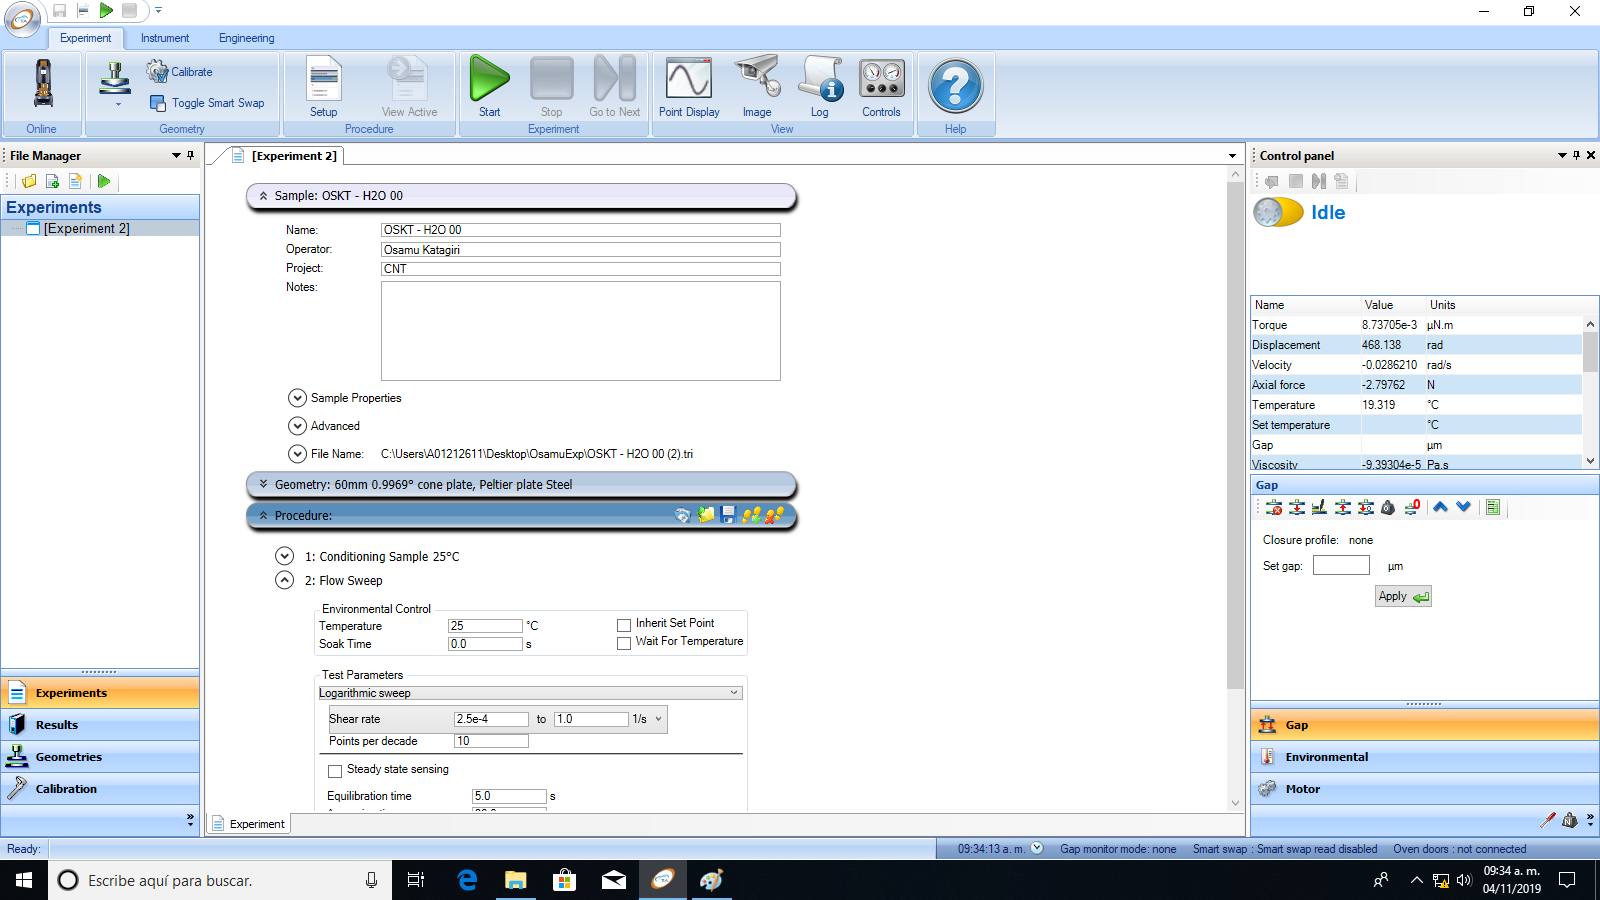 Experiment Instrument Engineering
Calibrate
Toggle Smart Swap
Setup View Active Start Stop Go to Next Point Display Image Log Controls
Online Geometry Procedure Experiment View Help
File Manager
Experiments
[Experiment 2]
Experiments
Results
Geometries
Calibration
[Experiment 2]
Sample: OSKT - H2O 00
Name: OSKT - H2O 00
Operator: Osamu Katagiri
Project: CNT
Notes:
Sample Properties
Advanced
File Name: C:\Users\A01212611\Desktop\OsamuExp\OSKT - H2O 00 (2).tri
Geometry: 60mm 0.9969° cone plate, Peltier plate Steel
Procedure:
1: Conditioning Sample 25°C
2: Flow Sweep
Environmental Control
Temperature 25 °C Inherit Set Point
Soak Time 0.0 s Wait For Temperature
Test Parameters
Logarithmic sweep
Shear rate 2.5e-4 to 1.0 1/s
Points per decade 10
Steady state sensing
Equilibration time 5.0 s
Experiment
Control panel
Idle
Name Value Units
Torque 8.73705e-3 µN.m
Displacement 468.138 rad
Velocity -0.0286210 rad/s
Axial force -2.79762 N
Temperature 19.319 °C
Set temperature °C
Gap µm
Viscosity -9.39304e-5 Pa.s
Gap
Closure profile: none
Set gap: µm
Apply
Gap
Environmental
Motor
Ready: 09:34:13 a. m. Gap monitor mode: none Smart swap : Smart swap read disabled Oven doors : not connected
Escribe aquí para buscar. 09:34 a. m.
04/11/2019